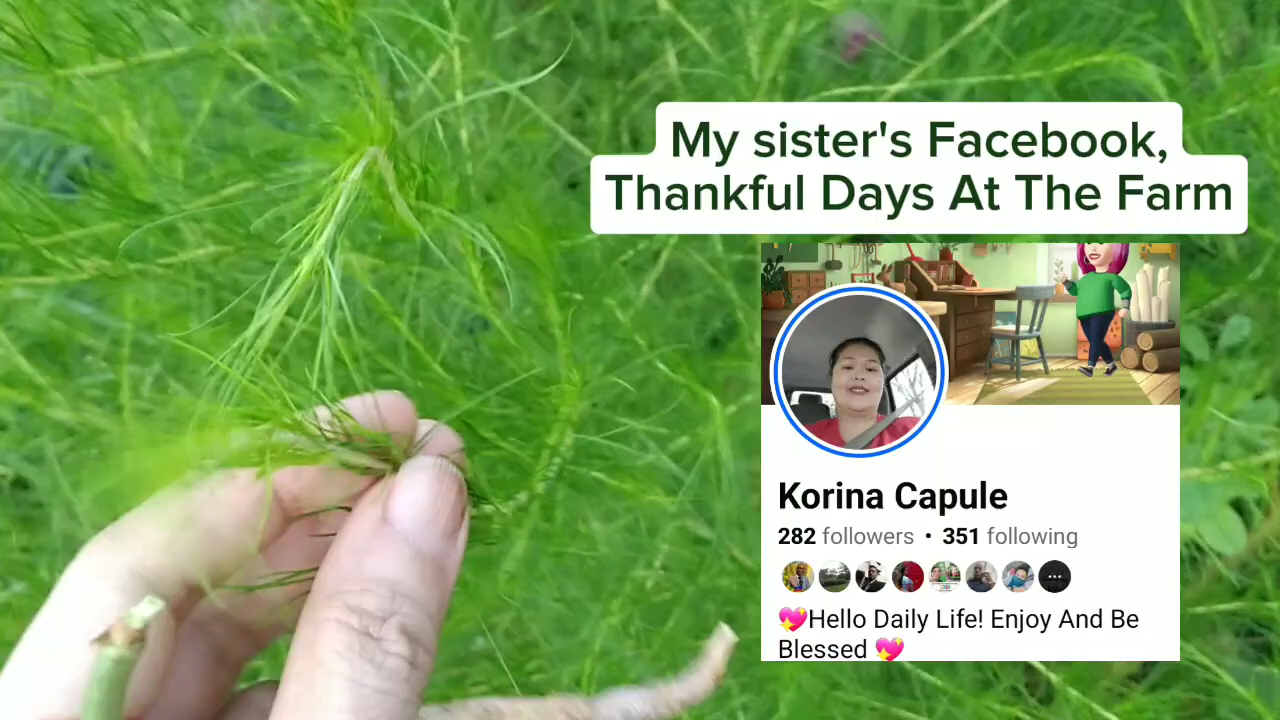 My sister's Facebook,
Thankful Days At The Farm
Korina Capule
282 followers • 351 following
💖Hello Daily Life! Enjoy And Be
Blessed 💖